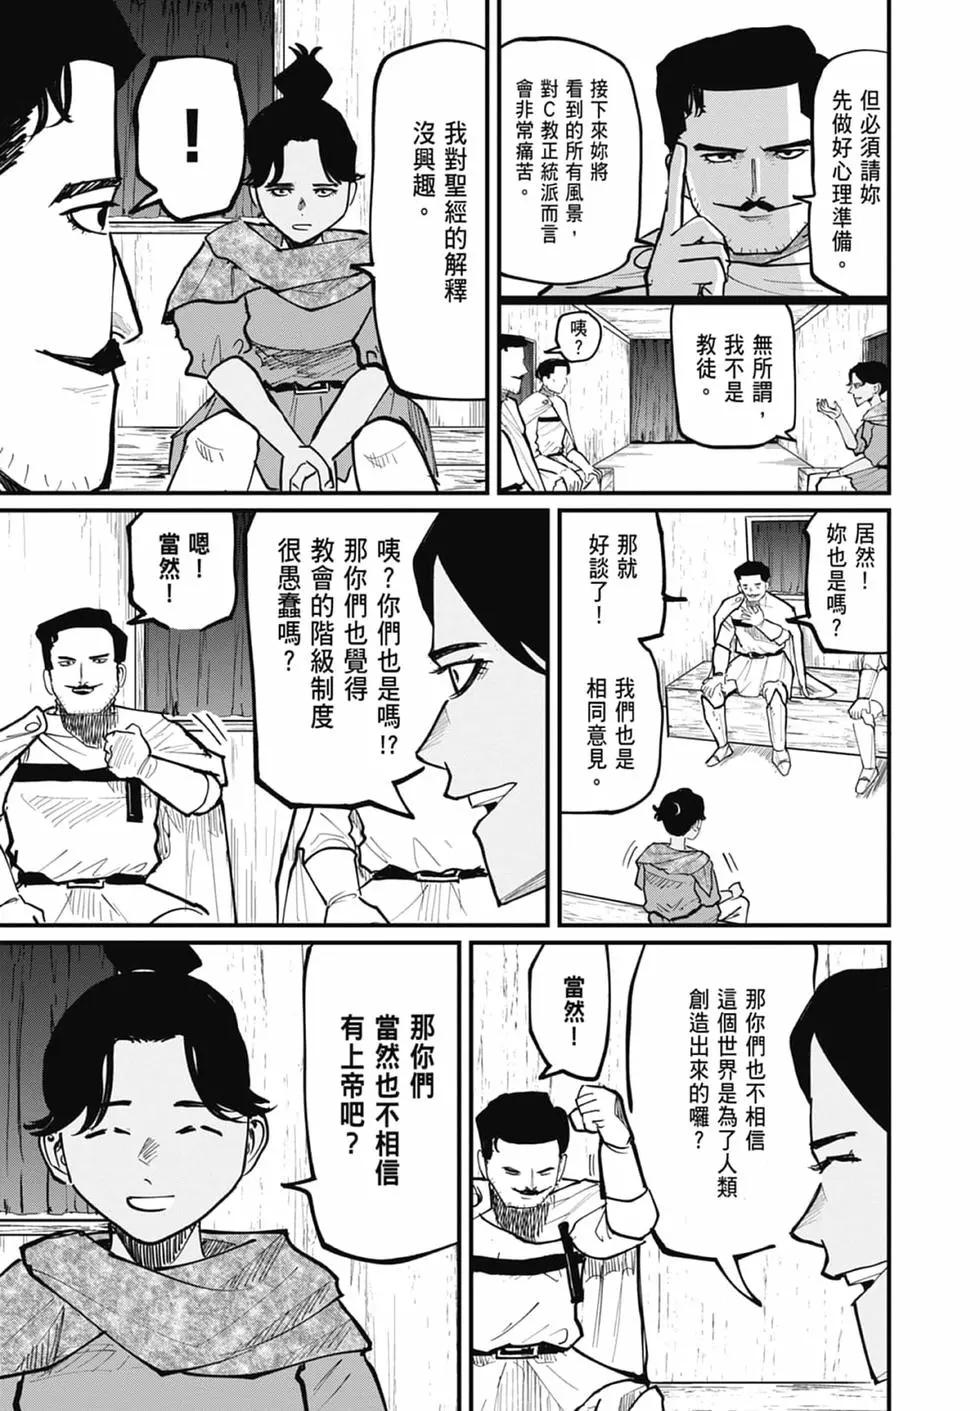 但必須請妳
先做好心理準備。
接下來妳將
看到的所有風景，
對C教正統派而言
會非常痛苦。
無所謂，
我不是
教徒。
咦？
我對聖經的解釋
沒興趣。
！
居然！
妳也是嗎？
那就
好談了！
我們也是
相同意見。
咦？你們也是嗎!?
那你們也覺得
教會的階級制度
很愚蠢嗎？
嗯！
當然！
那你們也不相信
這個世界是為了人類
創造出來的囉？
當然！
那你們
當然也不相信
有上帝吧？